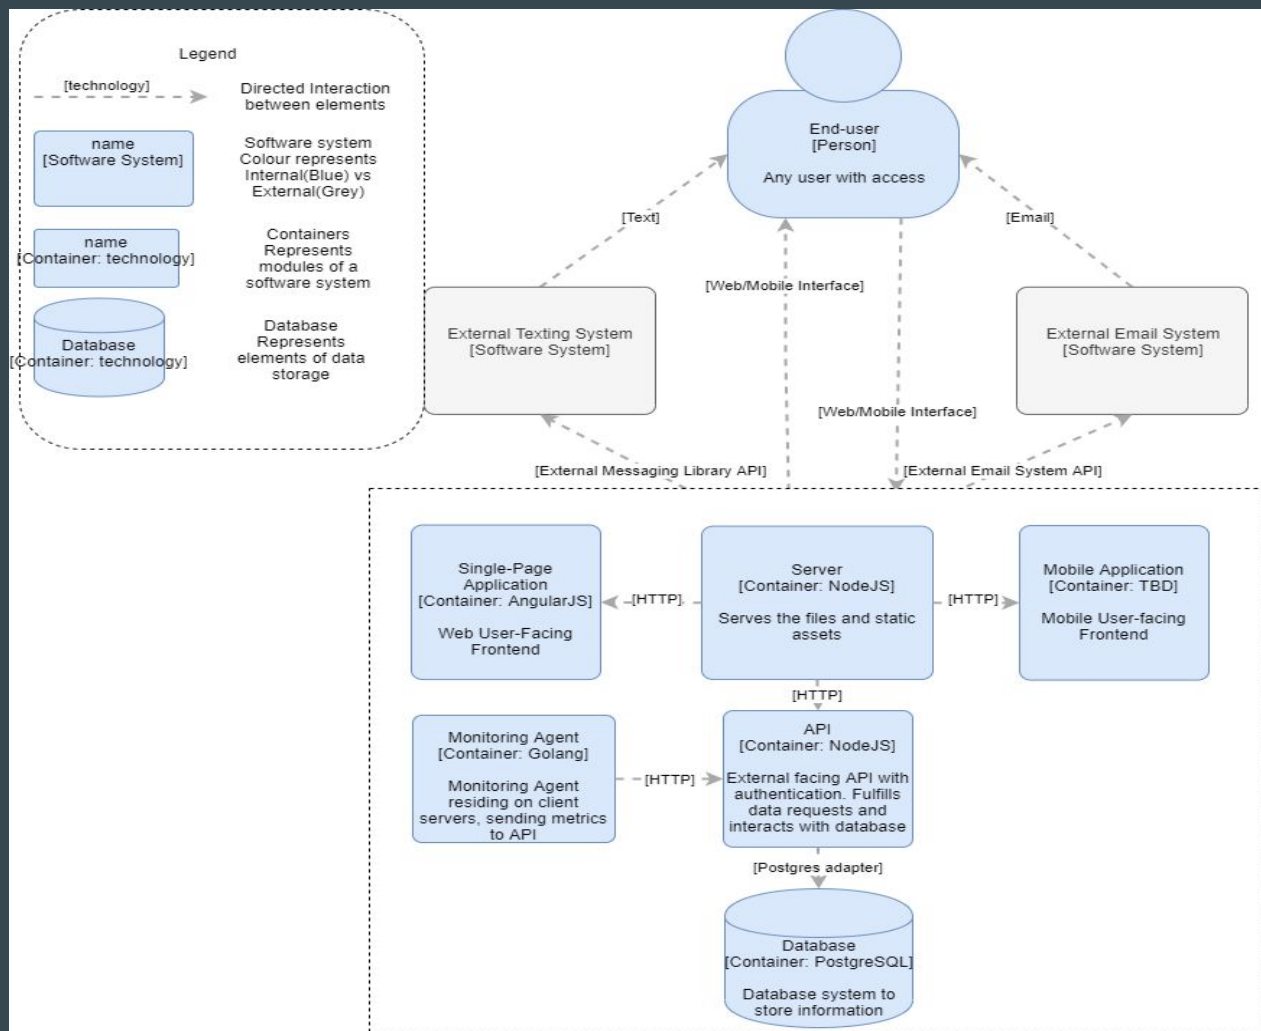 Legend
[technology]
Directed Interaction
between elements
name
[Software System]
Software system
Colour represents
Internal(Blue) vs
External(Grey)
name
[Container: technology]
Containers
Represents
modules of a
software system
Database
[Container: technology]
Database
Represents
elements of data
storage
End-user
[Person]
Any user with access
[Text]
[Email]
[Web/Mobile Interface]
External Texting System
[Software System]
External Email System
[Software System]
[Web/Mobile Interface]
[External Messaging Library API]
[External Email System API]
Single-Page
Application
[Container: AngularJS]
Web User-Facing
Frontend
[HTTP]
Server
[Container: NodeJS]
Serves the files and static
assets
[HTTP]
Mobile Application
[Container: TBD]
Mobile User-facing
Frontend
[HTTP]
Monitoring Agent
[Container: Golang]
Monitoring Agent
residing on client
servers, sending metrics
to API
[HTTP]
API
[Container: NodeJS]
External facing API with
authentication. Fulfills
data requests and
interacts with database
[Postgres adapter]
Database
[Container: PostgreSQL]
Database system to
store information